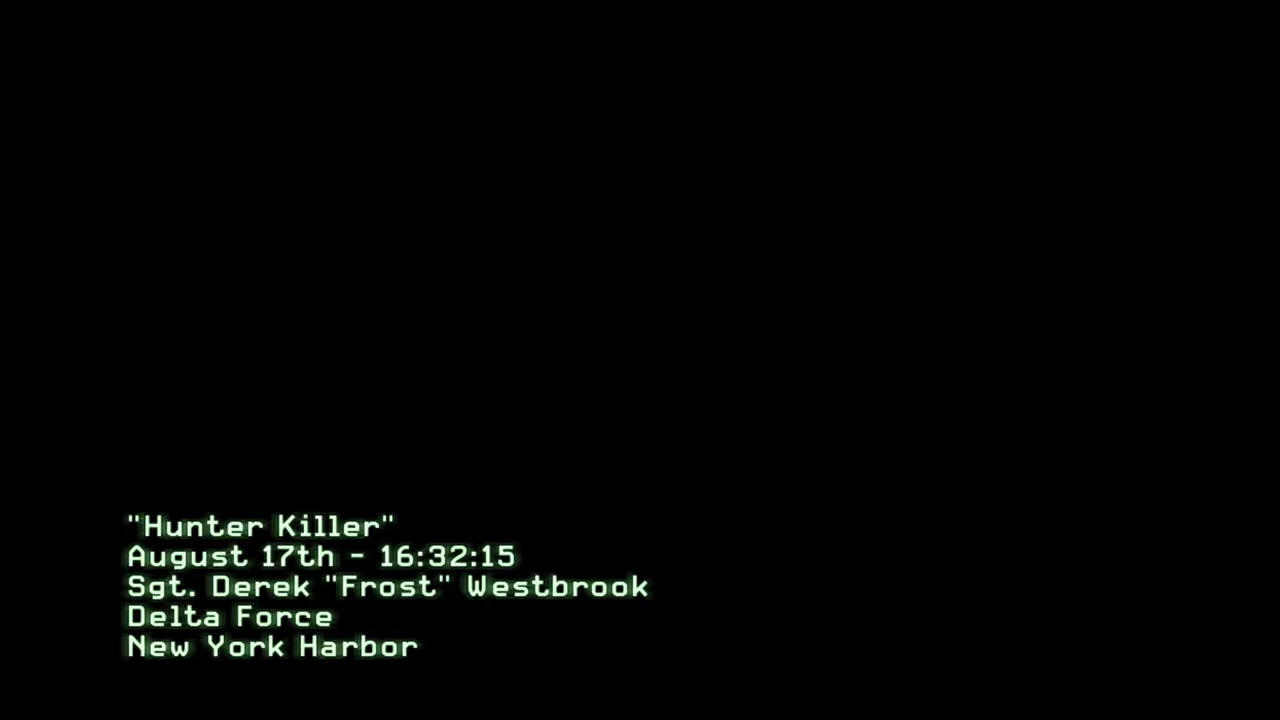 "Hunter Killer"
August 17th - 16:32:15
Sgt. Derek "Frost" Westbrook
Delta Force
New York Harbor